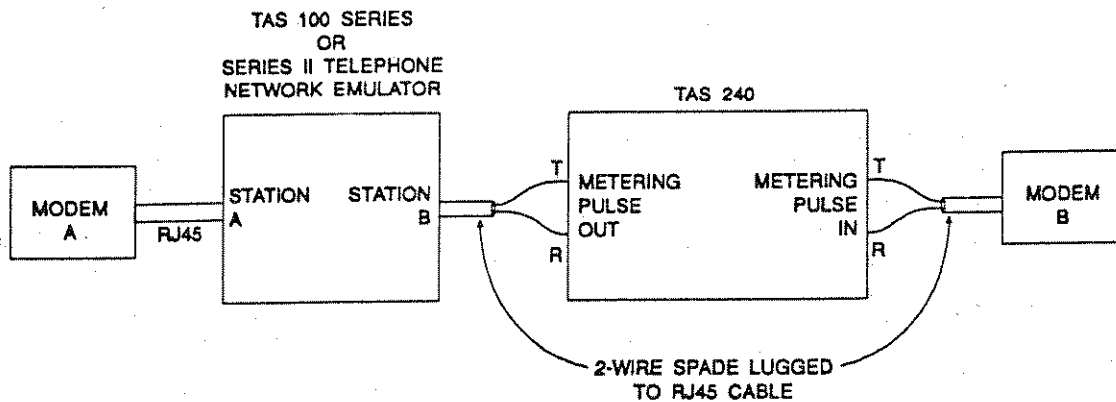 TAS 100 SERIES
OR
SERIES II TELEPHONE
NETWORK EMULATOR
TAS 240
MODEM
A
RJ45
STATION
A
STATION
B
T
R
METERING
PULSE
OUT
METERING
PULSE
IN
T
R
MODEM
B
2-WIRE SPADE LUGGED
TO RJ45 CABLE